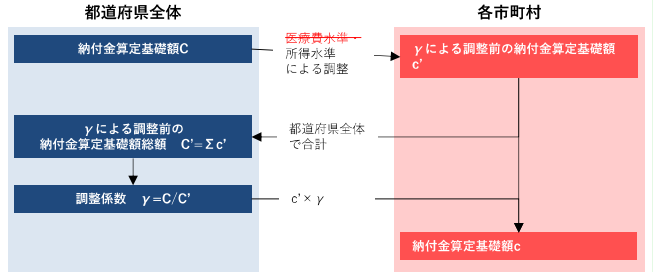 都道府県全体
各市町村
納付金算定基礎額C
医療費水準・
所得水準
による調整
γによる調整前の納付金算定基礎額
c’
γによる調整前の
納付金算定基礎額総額　C’=Σc’
都道府県全体
で合計
調整係数　γ=C/C’
c’×γ
納付金算定基礎額c